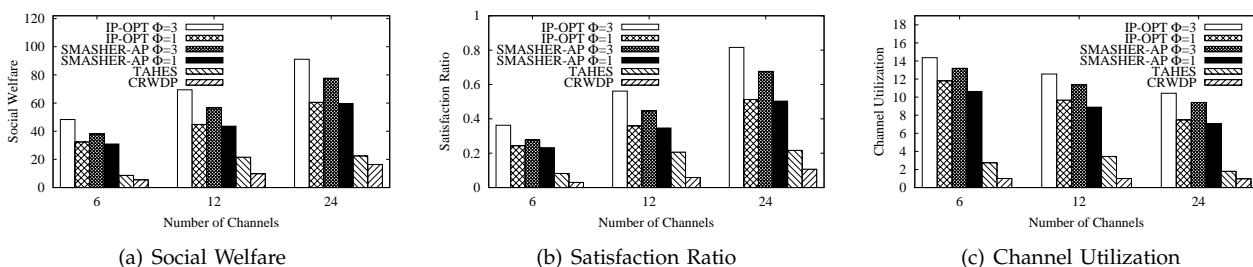 Social Welfare
120
100
80
60
40
20
0
IP-OPT Φ=3
IP-OPT Φ=1
SMASHER-AP Φ=3
SMASHER-AP Φ=1
TAHES
CRWDP
6 12 24
Number of Channels
(a) Social Welfare
Satisfaction Ratio
1
0.8
0.6
0.4
0.2
0
IP-OPT Φ=3
IP-OPT Φ=1
SMASHER-AP Φ=3
SMASHER-AP Φ=1
TAHES
CRWDP
6 12 24
Number of Channels
(b) Satisfaction Ratio
Channel Utilization
18
16
14
12
10
8
6
4
2
0
IP-OPT Φ=3
IP-OPT Φ=1
SMASHER-AP Φ=3
SMASHER-AP Φ=1
TAHES
CRWDP
6 12 24
Number of Channels
(c) Channel Utilization